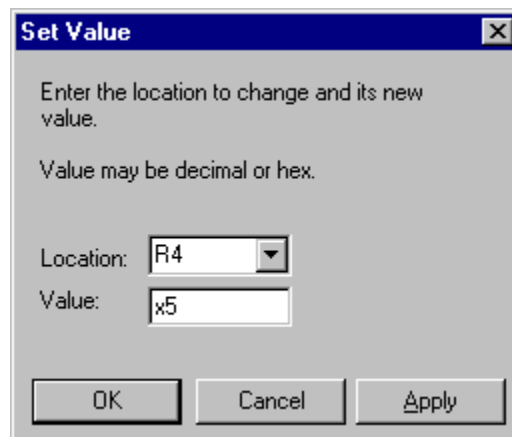 Set Value
Enter the location to change and its new
value.
Value may be decimal or hex.
Location: R4
Value: x5
OK Cancel Apply